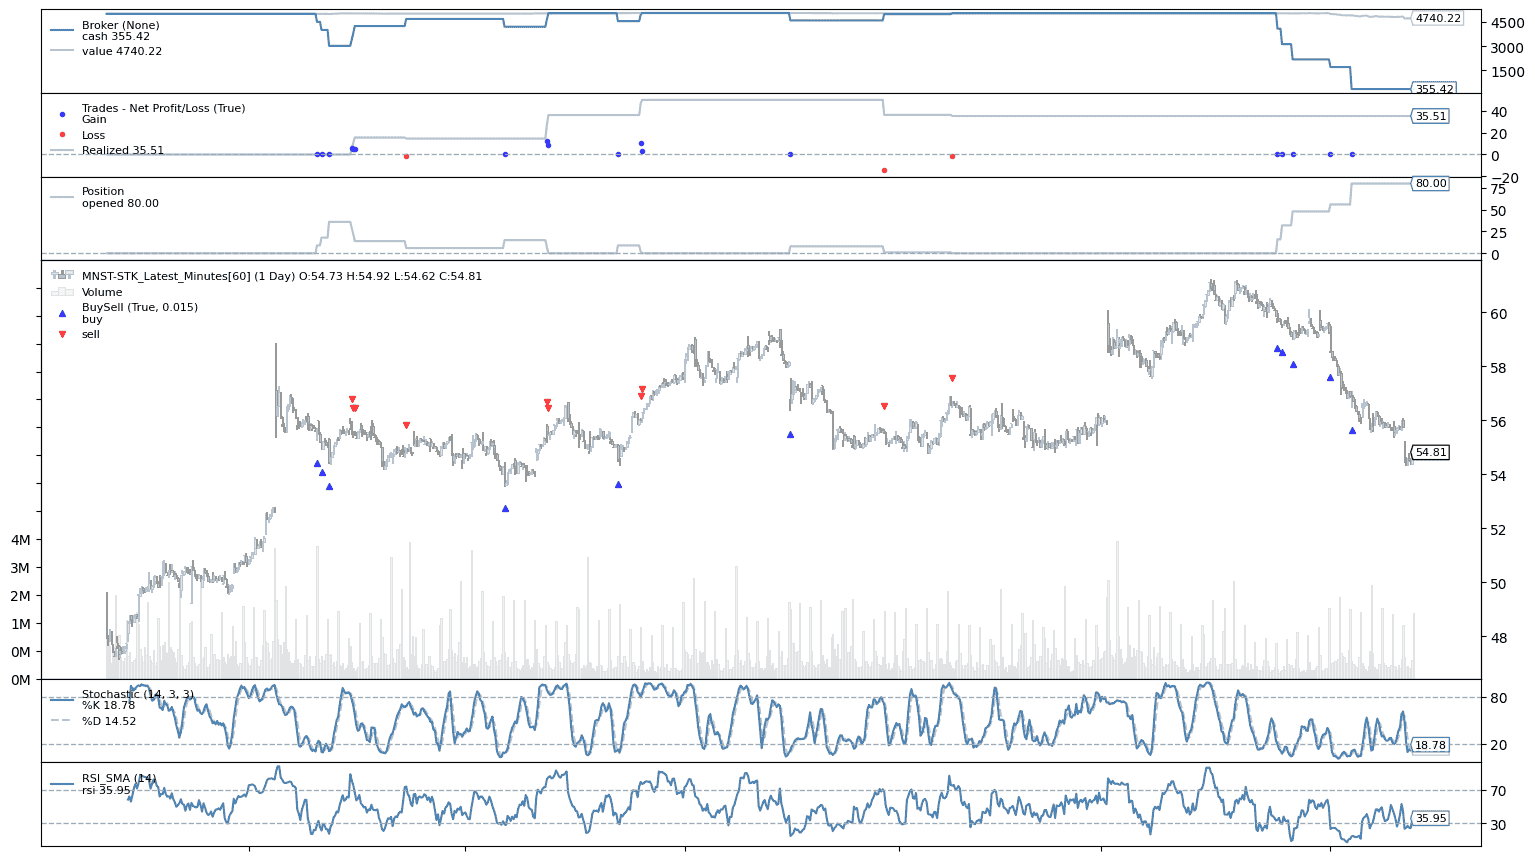 Broker (None)
cash 355.42
value 4740.22
4740.22
4500
3000
1500
355.42
Trades - Net Profit/Loss (True)
Gain
Loss
Realized 35.51
40
35.51
20
0
−20
Position
opened 80.00
80.00
75
50
25
0
MNST-STK_Latest_Minutes[60] (1 Day) O:54.73 H:54.92 L:54.62 C:54.81
Volume
BuySell (True, 0.015)
buy
sell
60
58
56
54.81
54
52
50
48
4M
3M
2M
1M
0M
0M
Stochastic (14, 3, 3)
%K 18.78
%D 14.52
80
20
18.78
RSI_SMA (14)
rsi 35.95
70
35.95
30